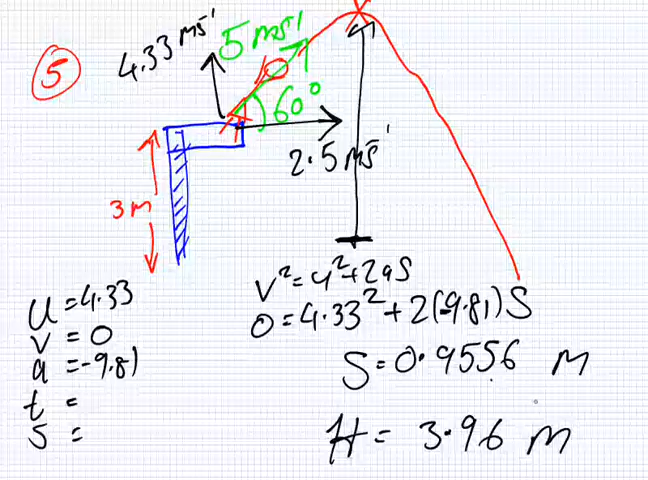 5
4.33 ms⁻¹
5 ms⁻¹
60°
2.5 ms⁻¹
3m
V² = u² + 2as
0 = 4.33² + 2(-9.81)S
S = 0.9556 m
H = 3.96 m
u = 4.33
v = 0
a = -9.81
t =
s =